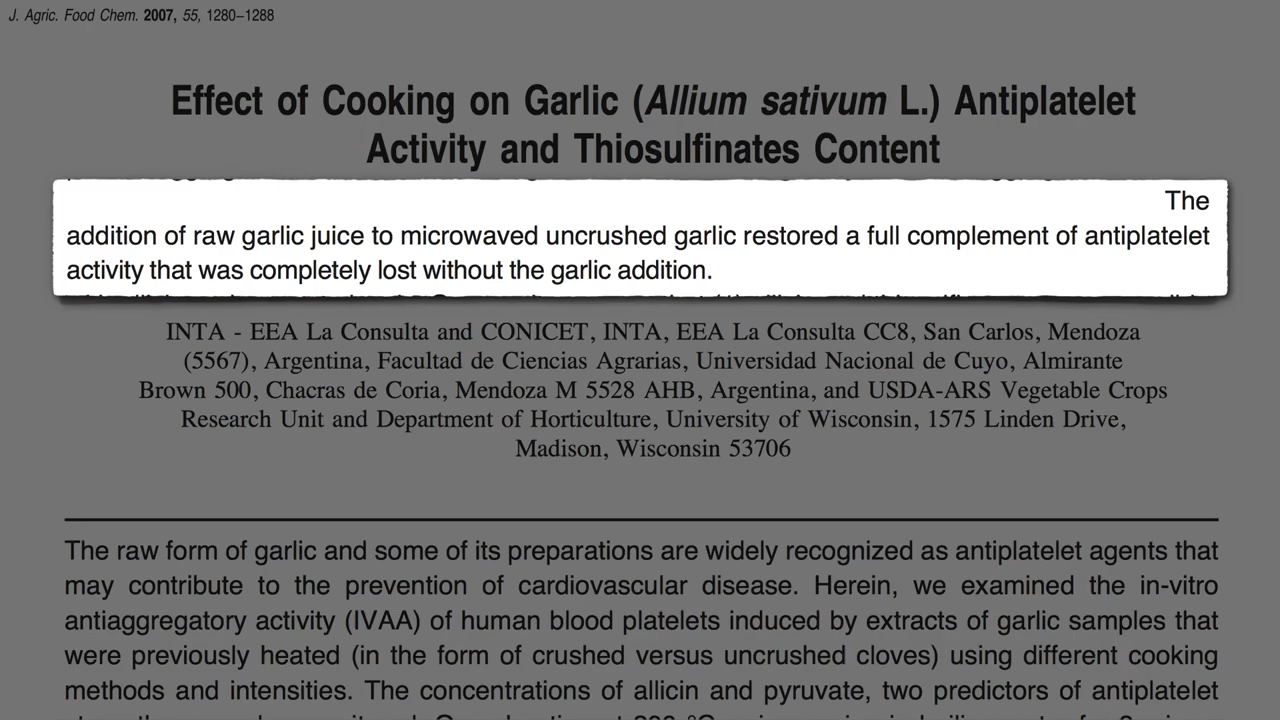 J. Agric. Food Chem. 2007, 55, 1280–1288
Effect of Cooking on Garlic (Allium sativum L.) Antiplatelet
Activity and Thiosulfinates Content
The
addition of raw garlic juice to microwaved uncrushed garlic restored a full complement of antiplatelet
activity that was completely lost without the garlic addition.
INTA - EEA La Consulta and CONICET, INTA, EEA La Consulta CC8, San Carlos, Mendoza
(5567), Argentina, Facultad de Ciencias Agrarias, Universidad Nacional de Cuyo, Almirante
Brown 500, Chacras de Coria, Mendoza M 5528 AHB, Argentina, and USDA-ARS Vegetable Crops
Research Unit and Department of Horticulture, University of Wisconsin, 1575 Linden Drive,
Madison, Wisconsin 53706
The raw form of garlic and some of its preparations are widely recognized as antiplatelet agents that
may contribute to the prevention of cardiovascular disease. Herein, we examined the in-vitro
antiaggregatory activity (IVAA) of human blood platelets induced by extracts of garlic samples that
were previously heated (in the form of crushed versus uncrushed cloves) using different cooking
methods and intensities. The concentrations of allicin and pyruvate, two predictors of antiplatelet